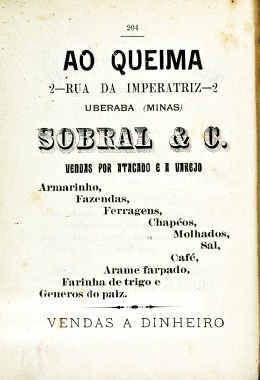 204
AO QUEIMA
2—RUA DA IMPERATRIZ—2
UBERABA (MINAS)
SOBRAL & C.
VENDAS POR ATACADO E A VAREJO
Armarinho,
Fazendas,
Ferragens,
Chapéos,
Molhados,
Sal,
Café,
Arame farpado,
Farinha de trigo e
Generos do paiz.
VENDAS A DINHEIRO